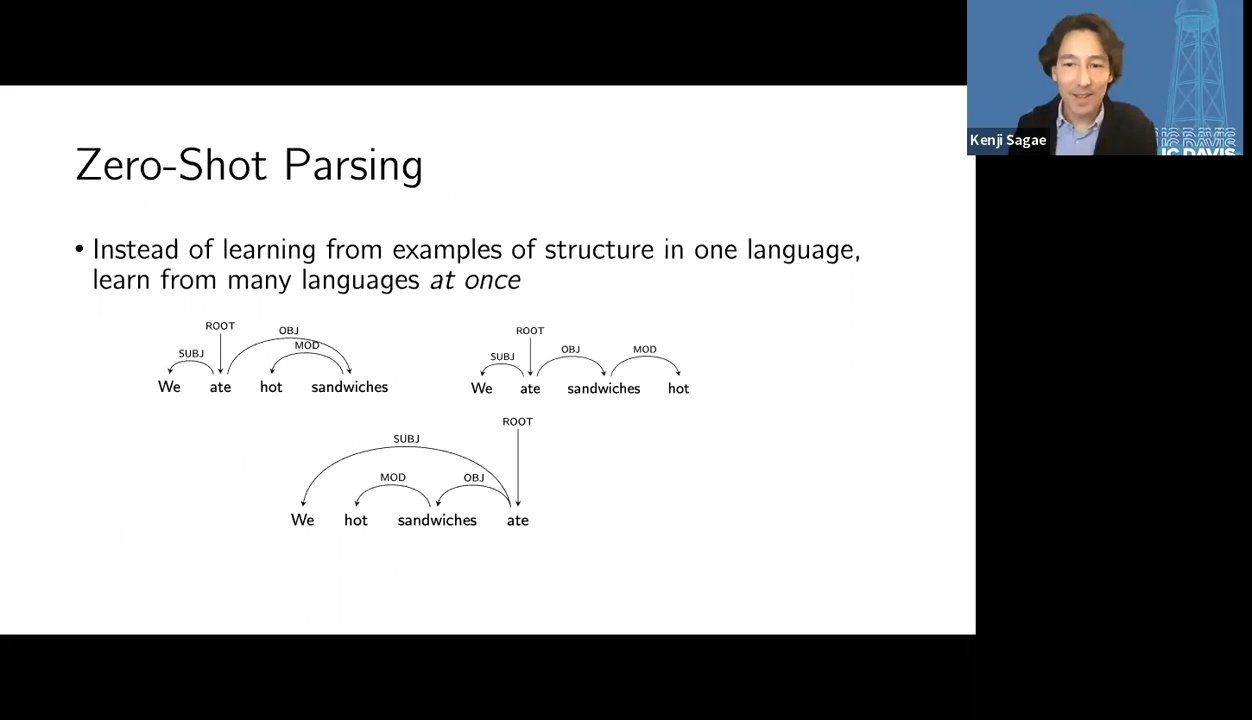 Kenji Sagae
UC DAVIS
Zero-Shot Parsing
• Instead of learning from examples of structure in one language,
learn from many languages at once
ROOT
OBJ
MOD
SUBJ
We ate hot sandwiches
ROOT
SUBJ OBJ MOD
We ate sandwiches hot
ROOT
SUBJ
MOD OBJ
We hot sandwiches ate